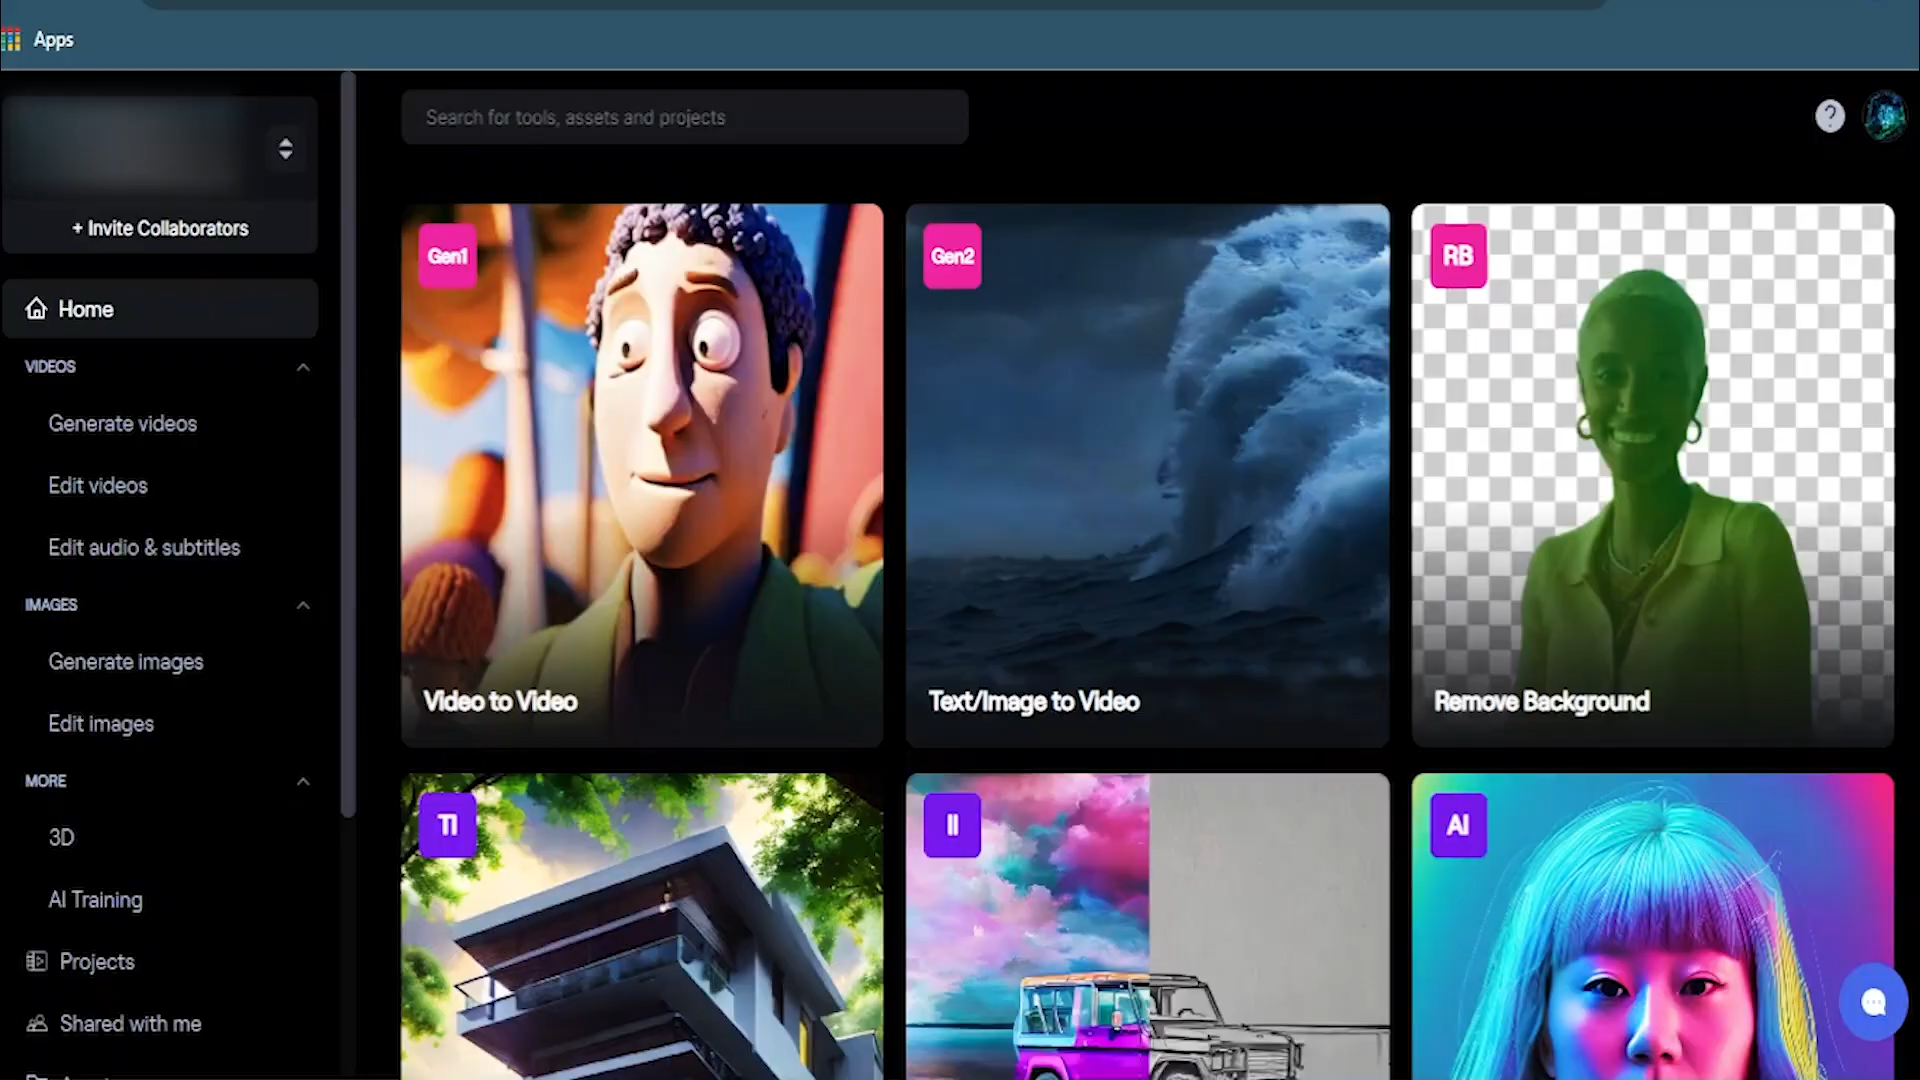 Apps
Search for tools, assets and projects
+ Invite Collaborators
Home
VIDEOS
Generate videos
Edit videos
Edit audio & subtitles
IMAGES
Generate images
Edit images
MORE
3D
AI Training
Projects
Shared with me
Gen1
Video to Video
Gen2
Text/Image to Video
RB
Remove Background
TI
II
AI